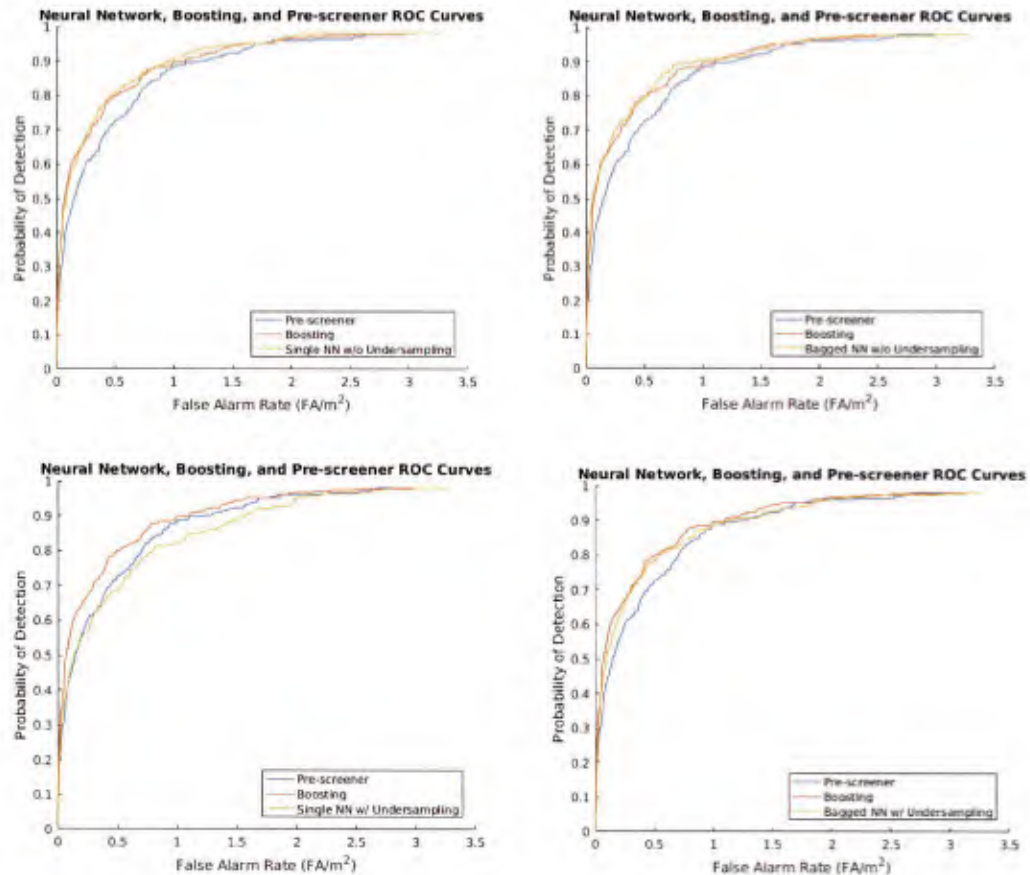 Neural Network, Boosting, and Pre-screener ROC Curves
Probability of Detection
1
0.9
0.8
0.7
0.6
0.5
0.4
0.3
0.2
0.1
0
Pre-screener
Boosting
Single NN w/o Undersampling
0 0.5 1 1.5 2 2.5 3 3.5
False Alarm Rate (FA/m²)
Neural Network, Boosting, and Pre-screener ROC Curves
Probability of Detection
1
0.9
0.8
0.7
0.6
0.5
0.4
0.3
0.2
0.1
0
Pre-screener
Boosting
Bagged NN w/o Undersampling
0 0.5 1 1.5 2 2.5 3 3.5
False Alarm Rate (FA/m²)
Neural Network, Boosting, and Pre-screener ROC Curves
Probability of Detection
1
0.9
0.8
0.7
0.6
0.5
0.4
0.3
0.2
0.1
0
Pre-screener
Boosting
Single NN w/ Undersampling
0 0.5 1 1.5 2 2.5 3 3.5
False Alarm Rate (FA/m²)
Neural Network, Boosting, and Pre-screener ROC Curves
Probability of Detection
1
0.9
0.8
0.7
0.6
0.5
0.4
0.3
0.2
0.1
0
Pre-screener
Boosting
Bagged NN w/ Undersampling
0 0.5 1 1.5 2 2.5 3 3.5
False Alarm Rate (FA/m²)